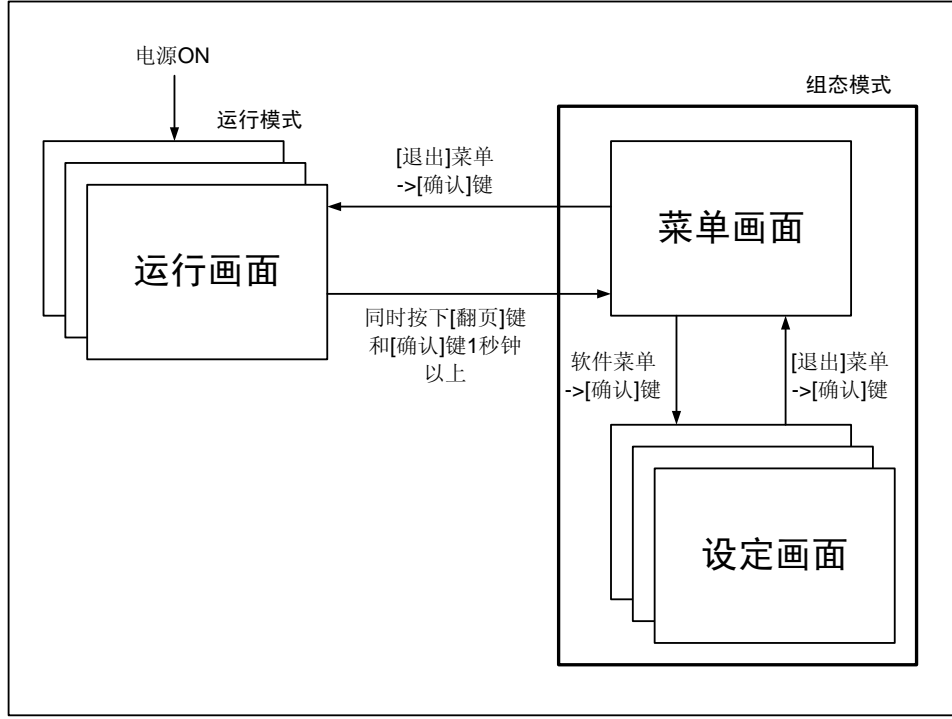 电源ON
组态模式
运行模式
[退出]菜单
->[确认]键
菜单画面
运行画面
同时按下[翻页]键
和[确认]键1秒钟
以上
软件菜单
->[确认]键
[退出]菜单
->[确认]键
设定画面